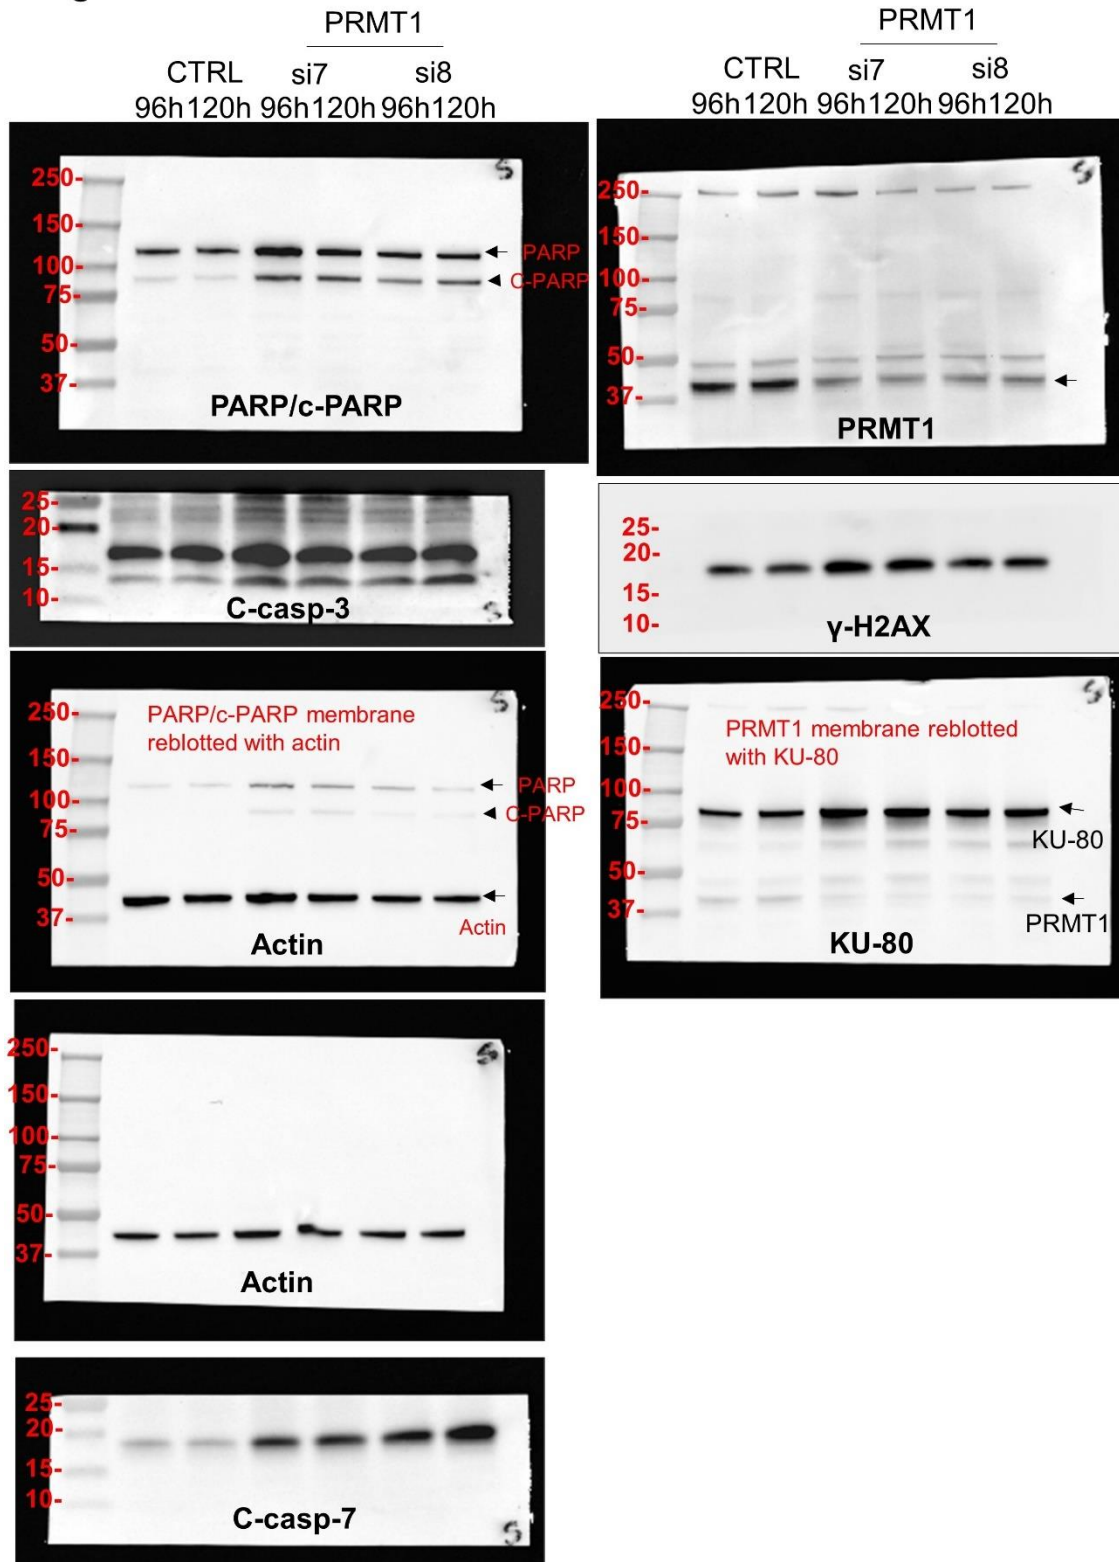 PRMT1
CTRL si7 si8
96h 120h 96h 120h 96h 120h
250-
150-
100-
75-
50-
37-
PARP
C-PARP
PARP/c-PARP
S
PRMT1
CTRL si7 si8
96h 120h 96h 120h 96h 120h
250-
150-
100-
75-
50-
37-
PRMT1
S
25-
20-
15-
10-
C-casp-3
S
25-
20-
15-
10-
γ-H2AX
250-
150-
100-
75-
50-
37-
PARP/c-PARP membrane
reblotted with actin
PARP
C-PARP
Actin
Actin
S
250-
150-
100-
75-
50-
37-
PRMT1 membrane reblotted
with KU-80
KU-80
PRMT1
KU-80
S
250-
150-
100-
75-
50-
37-
Actin
S
25-
20-
15-
10-
C-casp-7
S